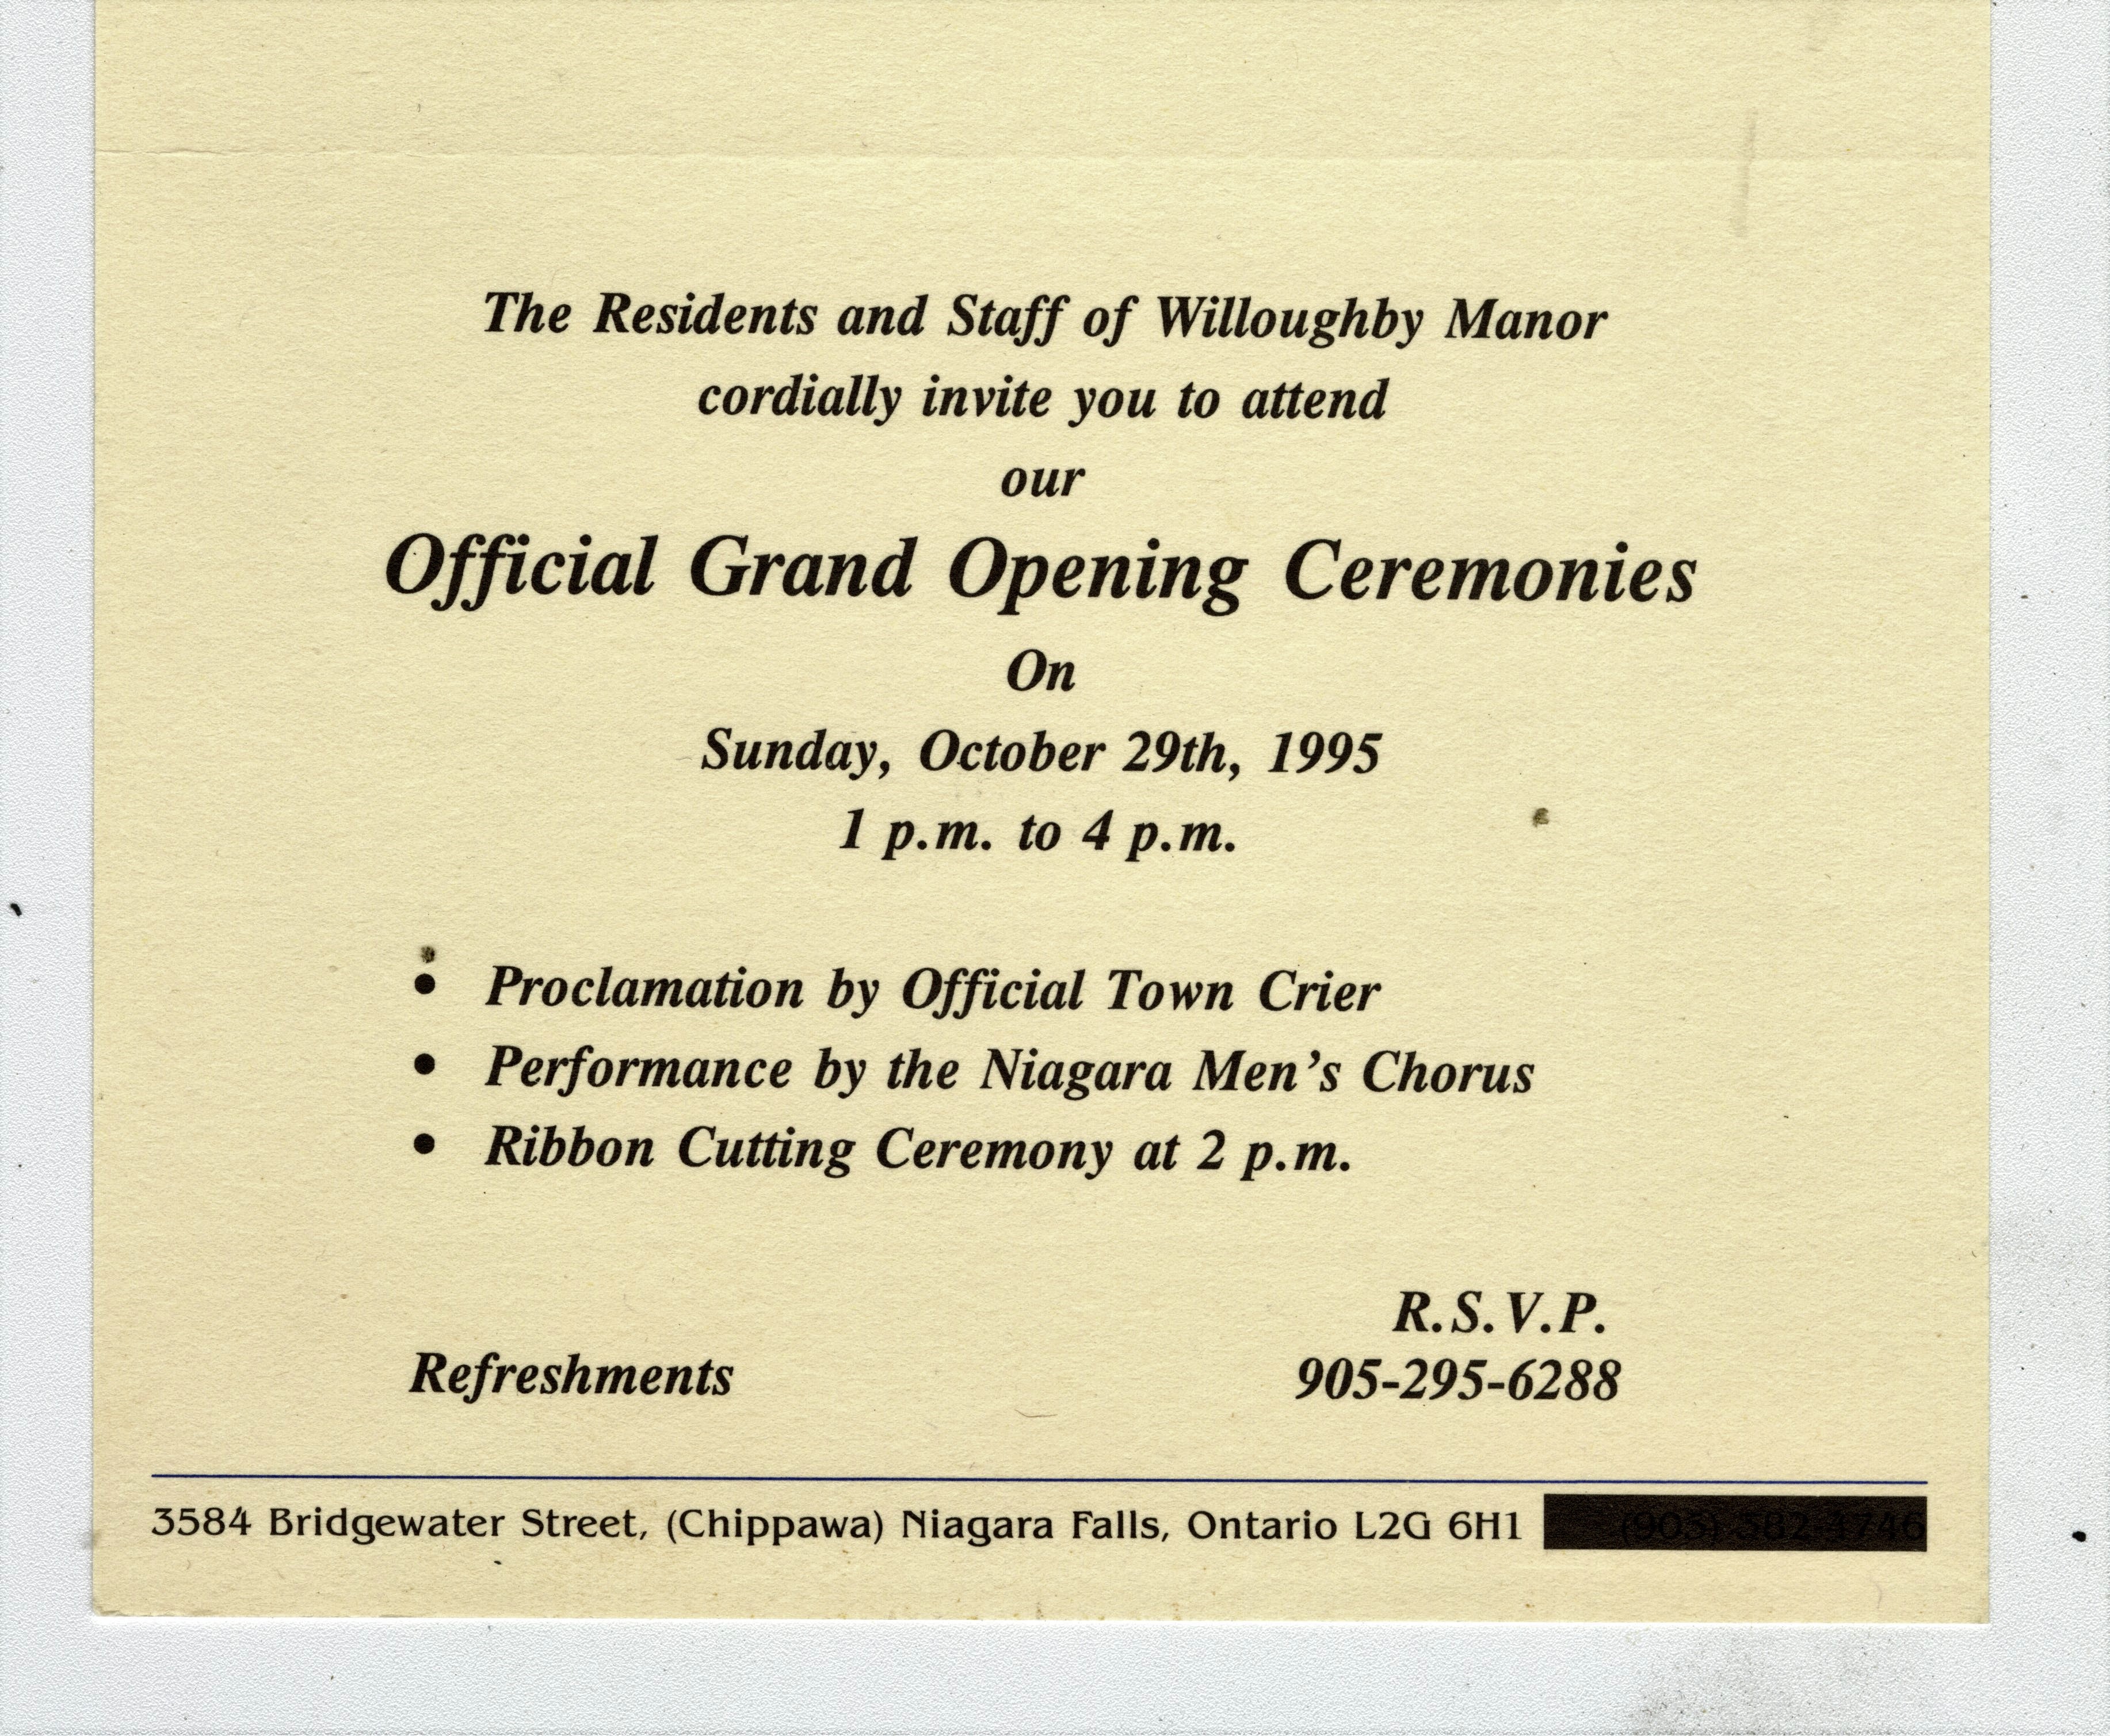 The Residents and Staff of Willoughby Manor
cordially invite you to attend
our
Official Grand Opening Ceremonies
On
Sunday, October 29th, 1995
1 p.m. to 4 p.m.
• Proclamation by Official Town Crier
• Performance by the Niagara Men's Chorus
• Ribbon Cutting Ceremony at 2 p.m.
R.S.V.P.
Refreshments 905-295-6288
3584 Bridgewater Street, (Chippawa) Niagara Falls, Ontario L2G 6H1